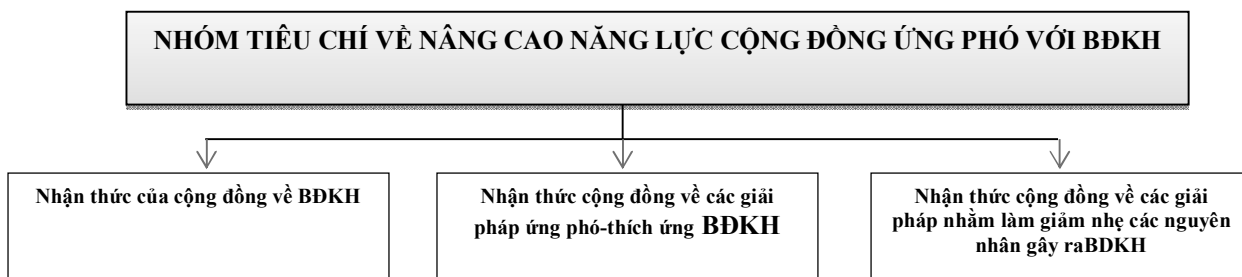 NHÓM TIÊU CHÍ VỀ NÂNG CAO NĂNG LỰC CỘNG ĐỒNG ỨNG PHÓ VỚI BĐKH
Nhận thức của cộng đồng về BĐKH
Nhận thức cộng đồng về các giải
pháp ứng phó-thích ứng BĐKH
Nhận thức cộng đồng về các giải
pháp nhằm làm giảm nhẹ các nguyên
nhân gây raBDKH